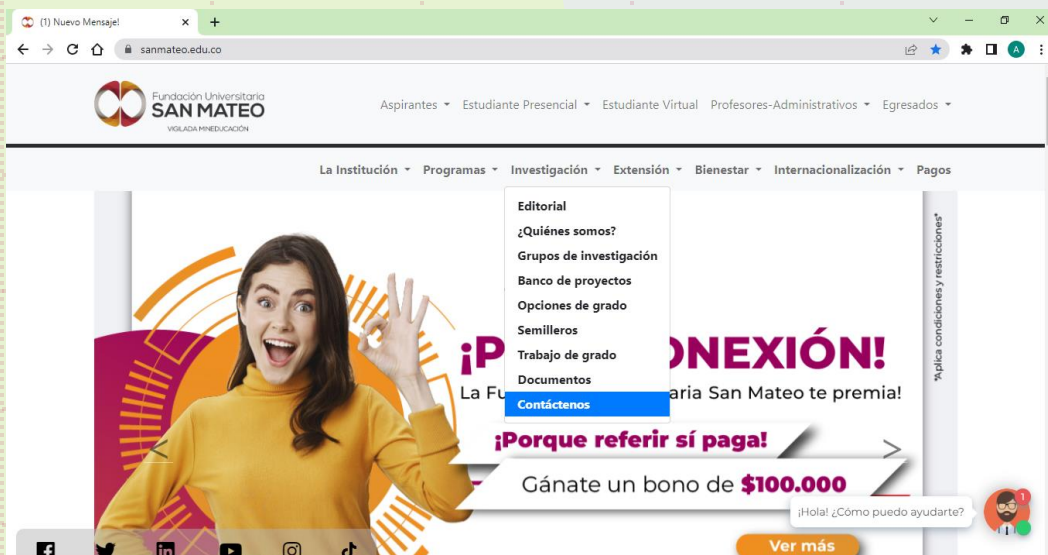 (1) Nuevo Mensaje!
sanmateo.edu.co
A
Fundación Universitaria
SAN MATEO
VIGILADA MINEDUCACIÓN
Aspirantes Estudiante Presencial Estudiante Virtual Profesores-Administrativos Egresados
La Institución Programas Investigación Extensión Bienestar Internacionalización Pagos
Editorial
¿Quiénes somos?
Grupos de investigación
Banco de proyectos
Opciones de grado
Semilleros
Trabajo de grado
Documentos
Contáctenos
*Aplica condiciones y restricciones*
¡P ONEXIÓN!
La Fu aria San Mateo te premia!
¡Porque referir sí paga!
Gánate un bono de $100.000
¡Hola! ¿Cómo puedo ayudarte?
1
Ver más